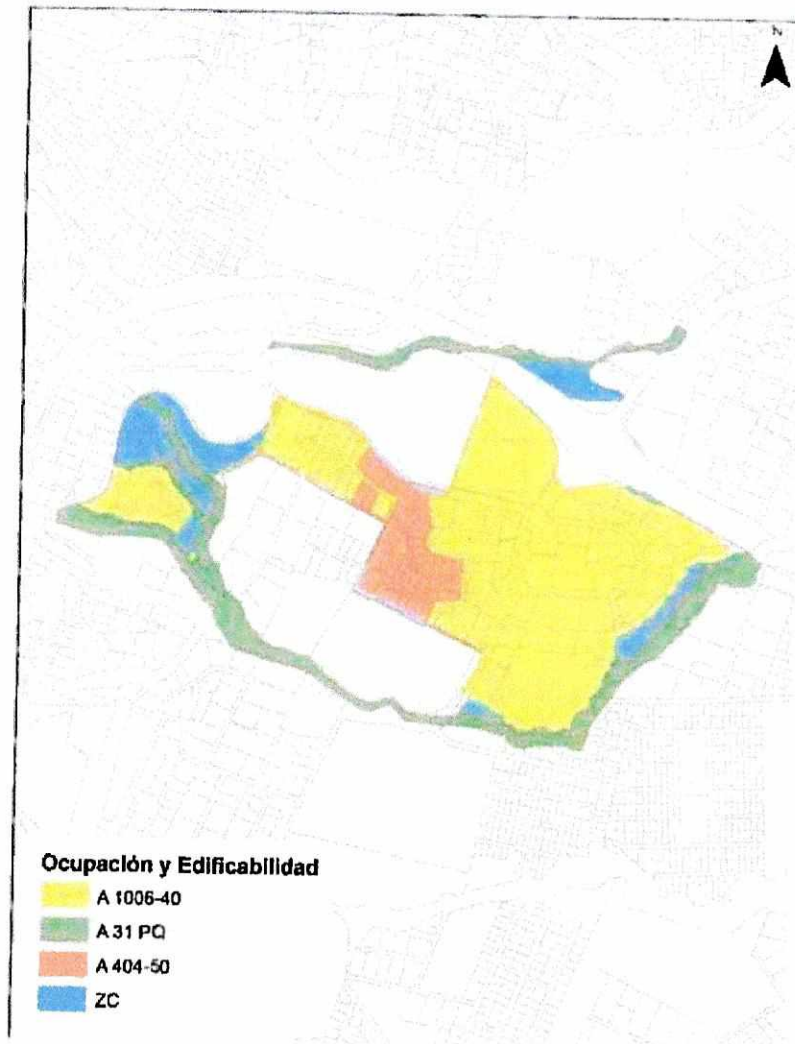 N
Ocupación y Edificabilidad
A 1006-40
A 31 PQ
A 404-50
ZC